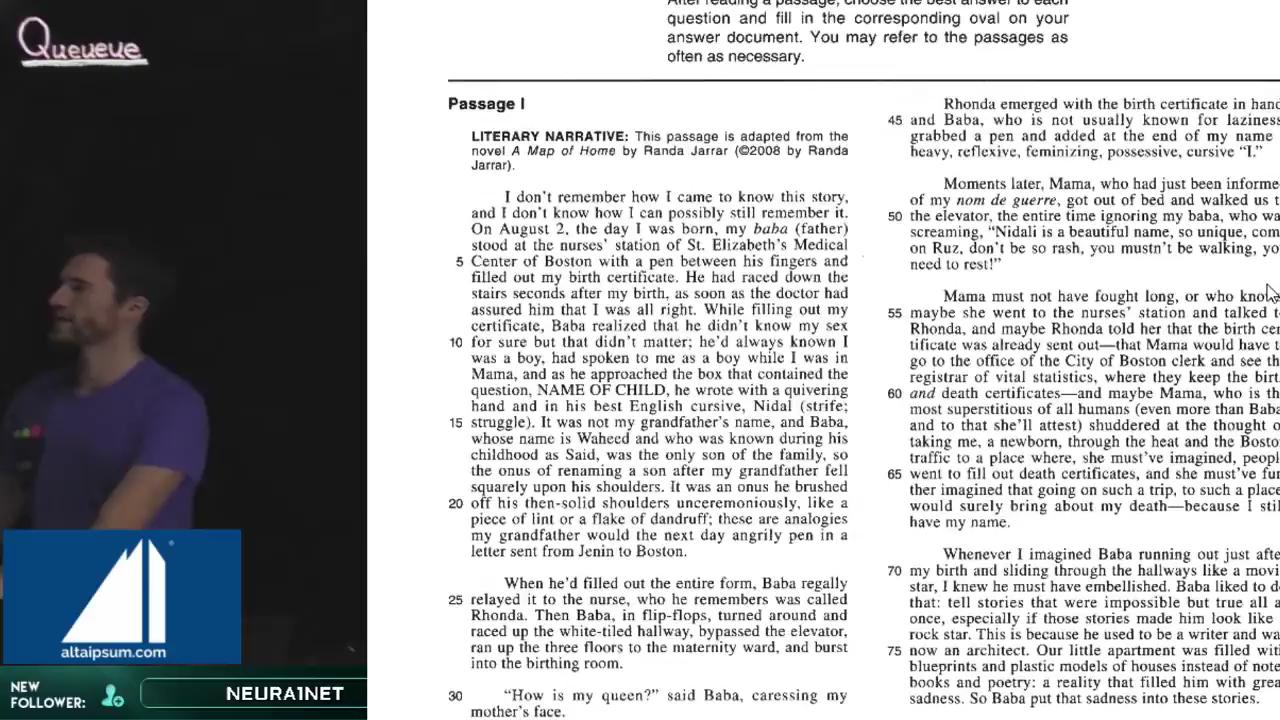 Queueue
After reading a passage, choose the best answer to each
question and fill in the corresponding oval on your
answer document. You may refer to the passages as
often as necessary.
Passage I
LITERARY NARRATIVE: This passage is adapted from the
novel A Map of Home by Randa Jarrar (©2008 by Randa
Jarrar).
I don't remember how I came to know this story,
and I don't know how I can possibly still remember it.
On August 2, the day I was born, my baba (father)
stood at the nurses' station of St. Elizabeth's Medical
5 Center of Boston with a pen between his fingers and
filled out my birth certificate. He had raced down the
stairs seconds after my birth, as soon as the doctor had
assured him that I was all right. While filling out my
certificate, Baba realized that he didn't know my sex
10 for sure but that didn't matter; he'd always known I
was a boy, had spoken to me as a boy while I was in
Mama, and as he approached the box that contained the
question, NAME OF CHILD, he wrote with a quivering
hand and in his best English cursive, Nidal (strife;
15 struggle). It was not my grandfather's name, and Baba,
whose name is Waheed and who was known during his
childhood as Said, was the only son of the family, so
the onus of renaming a son after my grandfather fell
squarely upon his shoulders. It was an onus he brushed
20 off his then-solid shoulders unceremoniously, like a
piece of lint or a flake of dandruff; these are analogies
my grandfather would the next day angrily pen in a
letter sent from Jenin to Boston.
When he'd filled out the entire form, Baba regally
25 relayed it to the nurse, who he remembers was called
Rhonda. Then Baba, in flip-flops, turned around and
raced up the white-tiled hallway, bypassed the elevator,
ran up the three floors to the maternity ward, and burst
into the birthing room.
30 "How is my queen?" said Baba, caressing my
mother's face.
Rhonda emerged with the birth certificate in hand
45 and Baba, who is not usually known for laziness
grabbed a pen and added at the end of my name
heavy, reflexive, feminizing, possessive, cursive "I."
Moments later, Mama, who had just been informe
of my nom de guerre, got out of bed and walked us t
50 the elevator, the entire time ignoring my baba, who wa
screaming, "Nidali is a beautiful name, so unique, com
on Ruz, don't be so rash, you mustn't be walking, yo
need to rest!"
Mama must not have fought long, or who know
55 maybe she went to the nurses' station and talked t
Rhonda, and maybe Rhonda told her that the birth cer
tificate was already sent out—that Mama would have t
go to the office of the City of Boston clerk and see th
registrar of vital statistics, where they keep the birt
60 and death certificates—and maybe Mama, who is th
most superstitious of all humans (even more than Baba
and to that she'll attest) shuddered at the thought o
taking me, a newborn, through the heat and the Bosto
traffic to a place where, she must've imagined, peopl
65 went to fill out death certificates, and she must've fur
ther imagined that going on such a trip, to such a place
would surely bring about my death—because I stil
have my name.
Whenever I imagined Baba running out just afte
70 my birth and sliding through the hallways like a movi
star, I knew he must have embellished. Baba liked to d
that: tell stories that were impossible but true all a
once, especially if those stories made him look like
rock star. This is because he used to be a writer and wa
75 now an architect. Our little apartment was filled wit
blueprints and plastic models of houses instead of note
books and poetry: a reality that filled him with grea
sadness. So Baba put that sadness into these stories.
altaipsum.com
NEW
FOLLOWER:
NEURA1NET